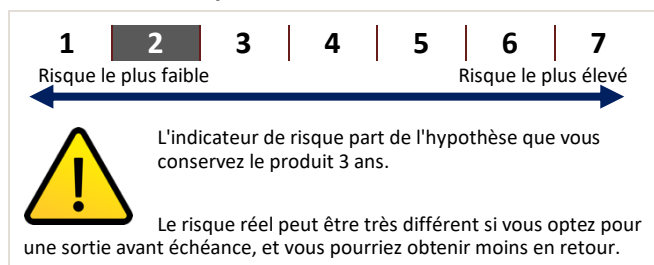 1 2 3 4 5 6 7
Risque le plus faible Risque le plus élevé
L'indicateur de risque part de l'hypothèse que vous
conservez le produit 3 ans.
Le risque réel peut être très différent si vous optez pour
une sortie avant échéance, et vous pourriez obtenir moins en retour.